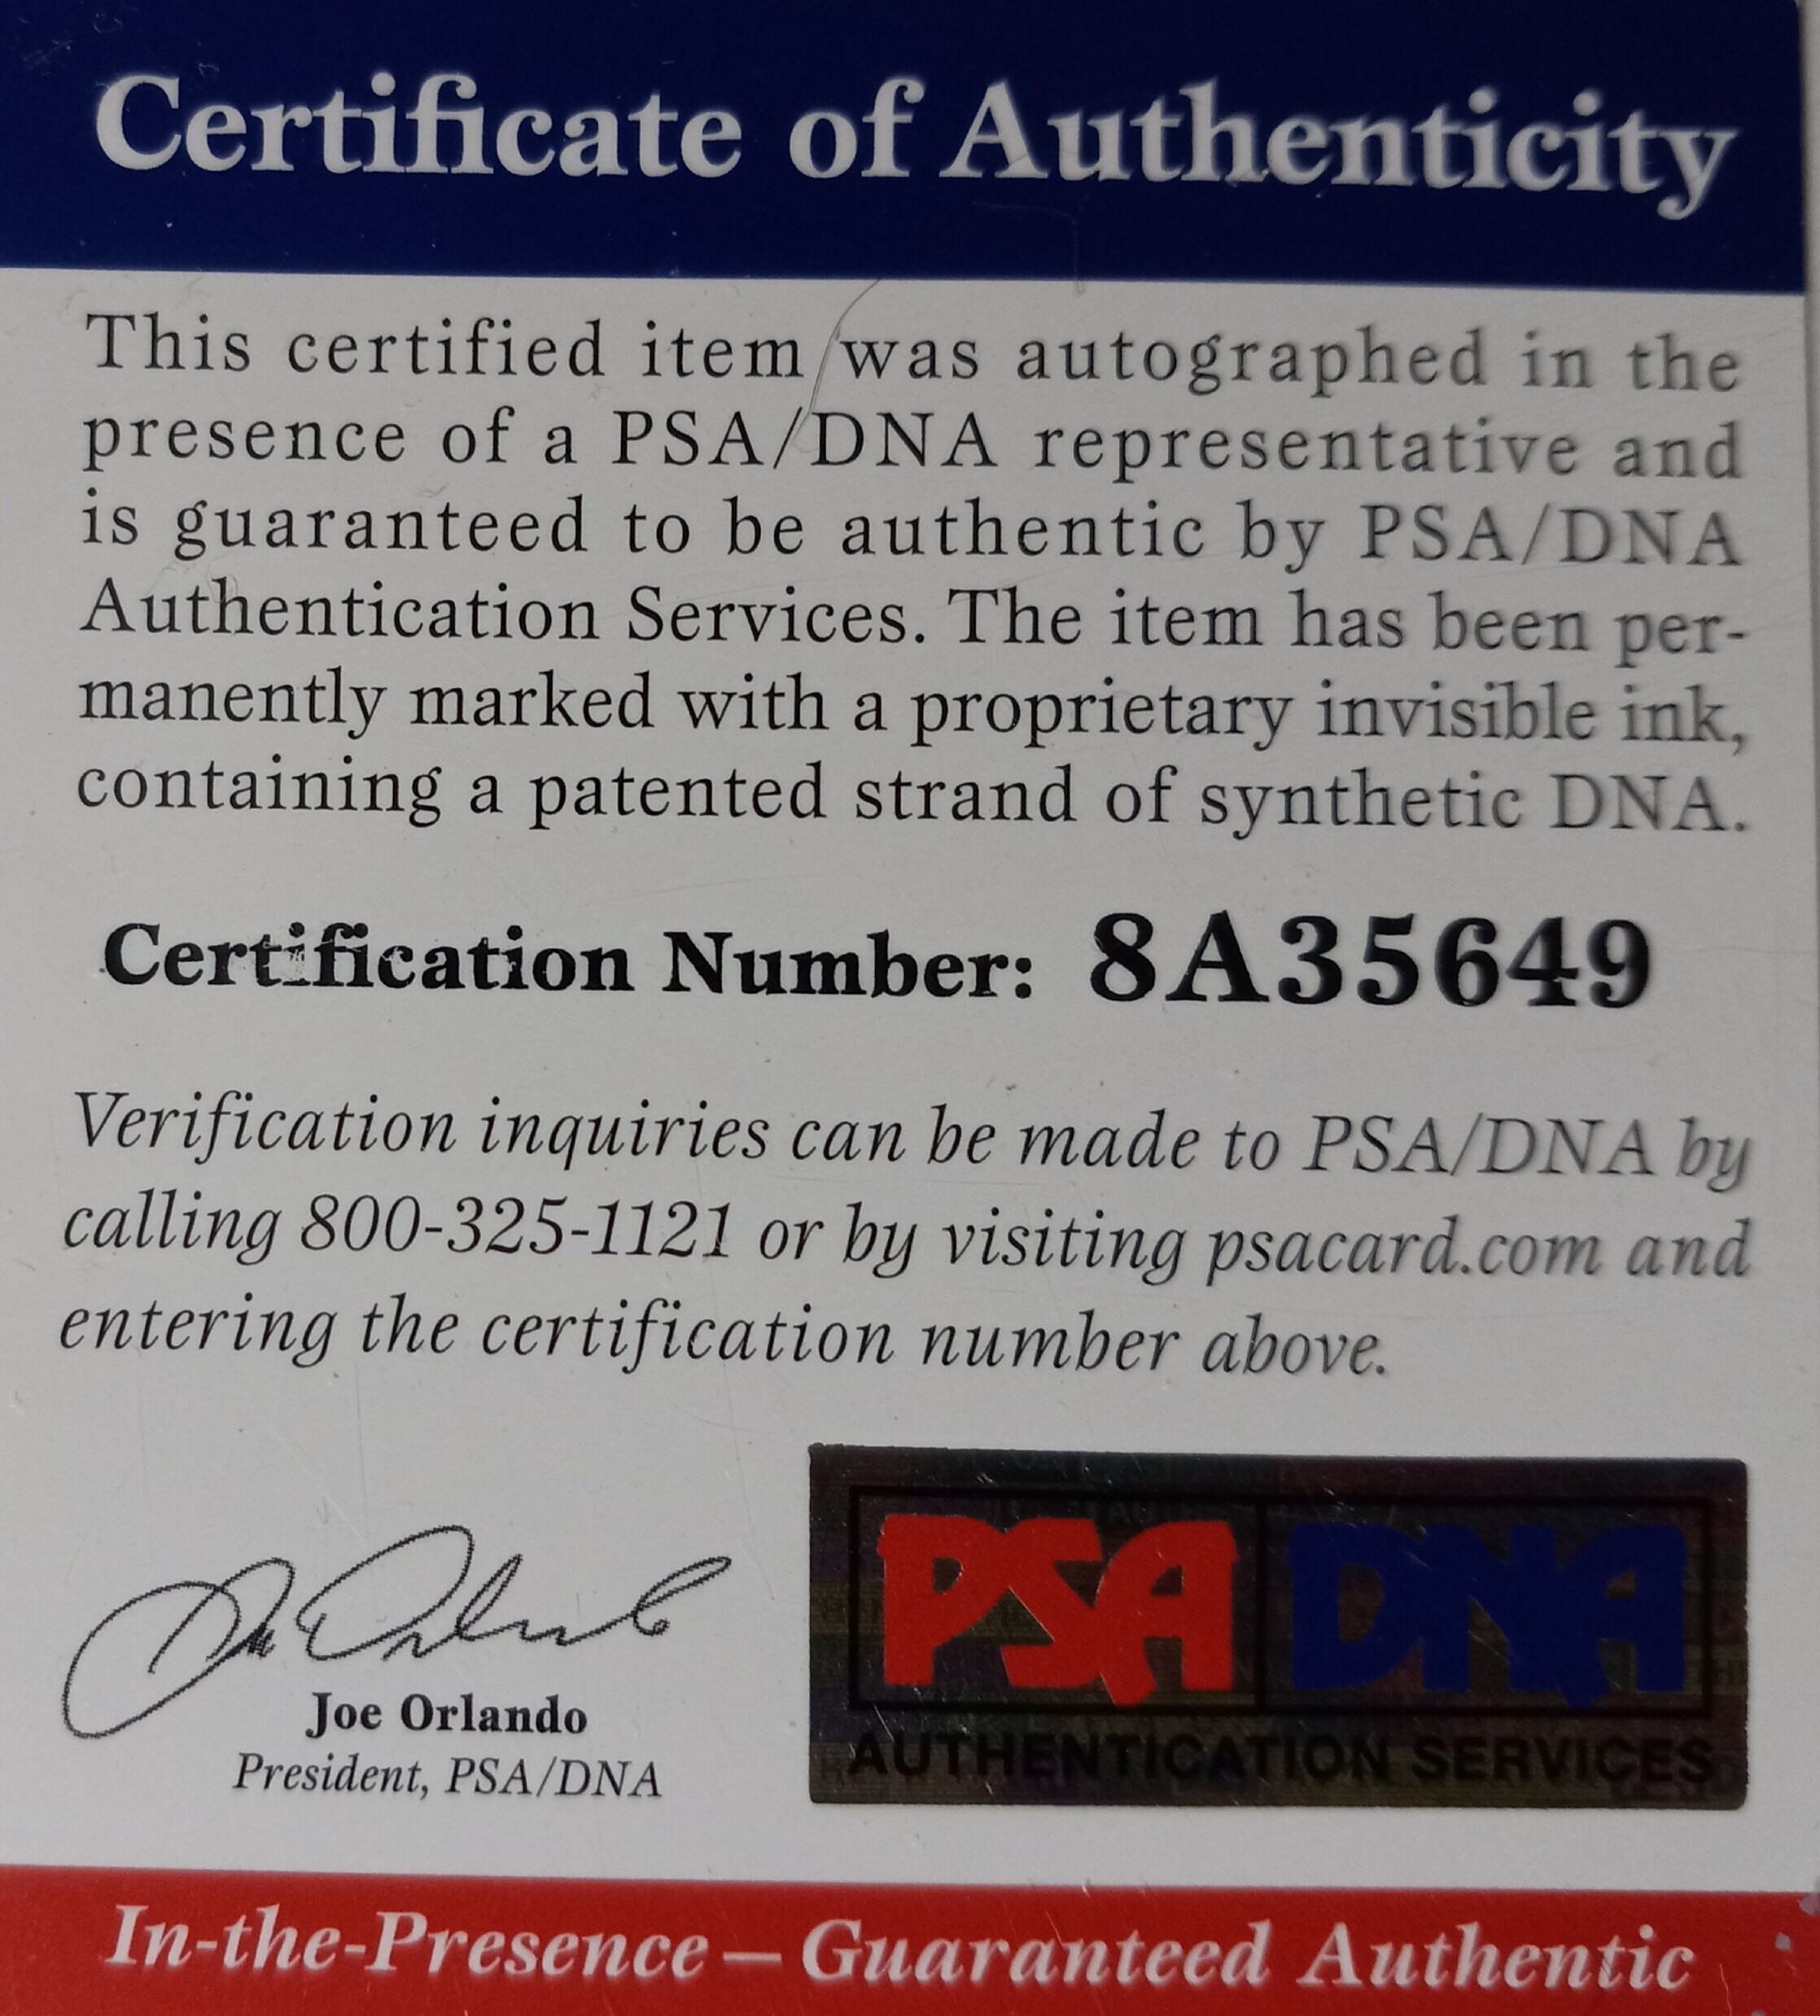 Certificate of Authenticity
This certified item was autographed in the
presence of a PSA/DNA representative and
is guaranteed to be authentic by PSA/DNA
Authentication Services. The item has been per-
manently marked with a proprietary invisible ink,
containing a patented strand of synthetic DNA.
Certification Number: 8A35649
Verification inquiries can be made to PSA/DNA by
calling 800-325-1121 or by visiting psacard.com and
entering the certification number above.
Joe Orlando
President, PSA/DNA
PSA DNA
AUTHENTICATION SERVICES
In-the-Presence — Guaranteed Authentic